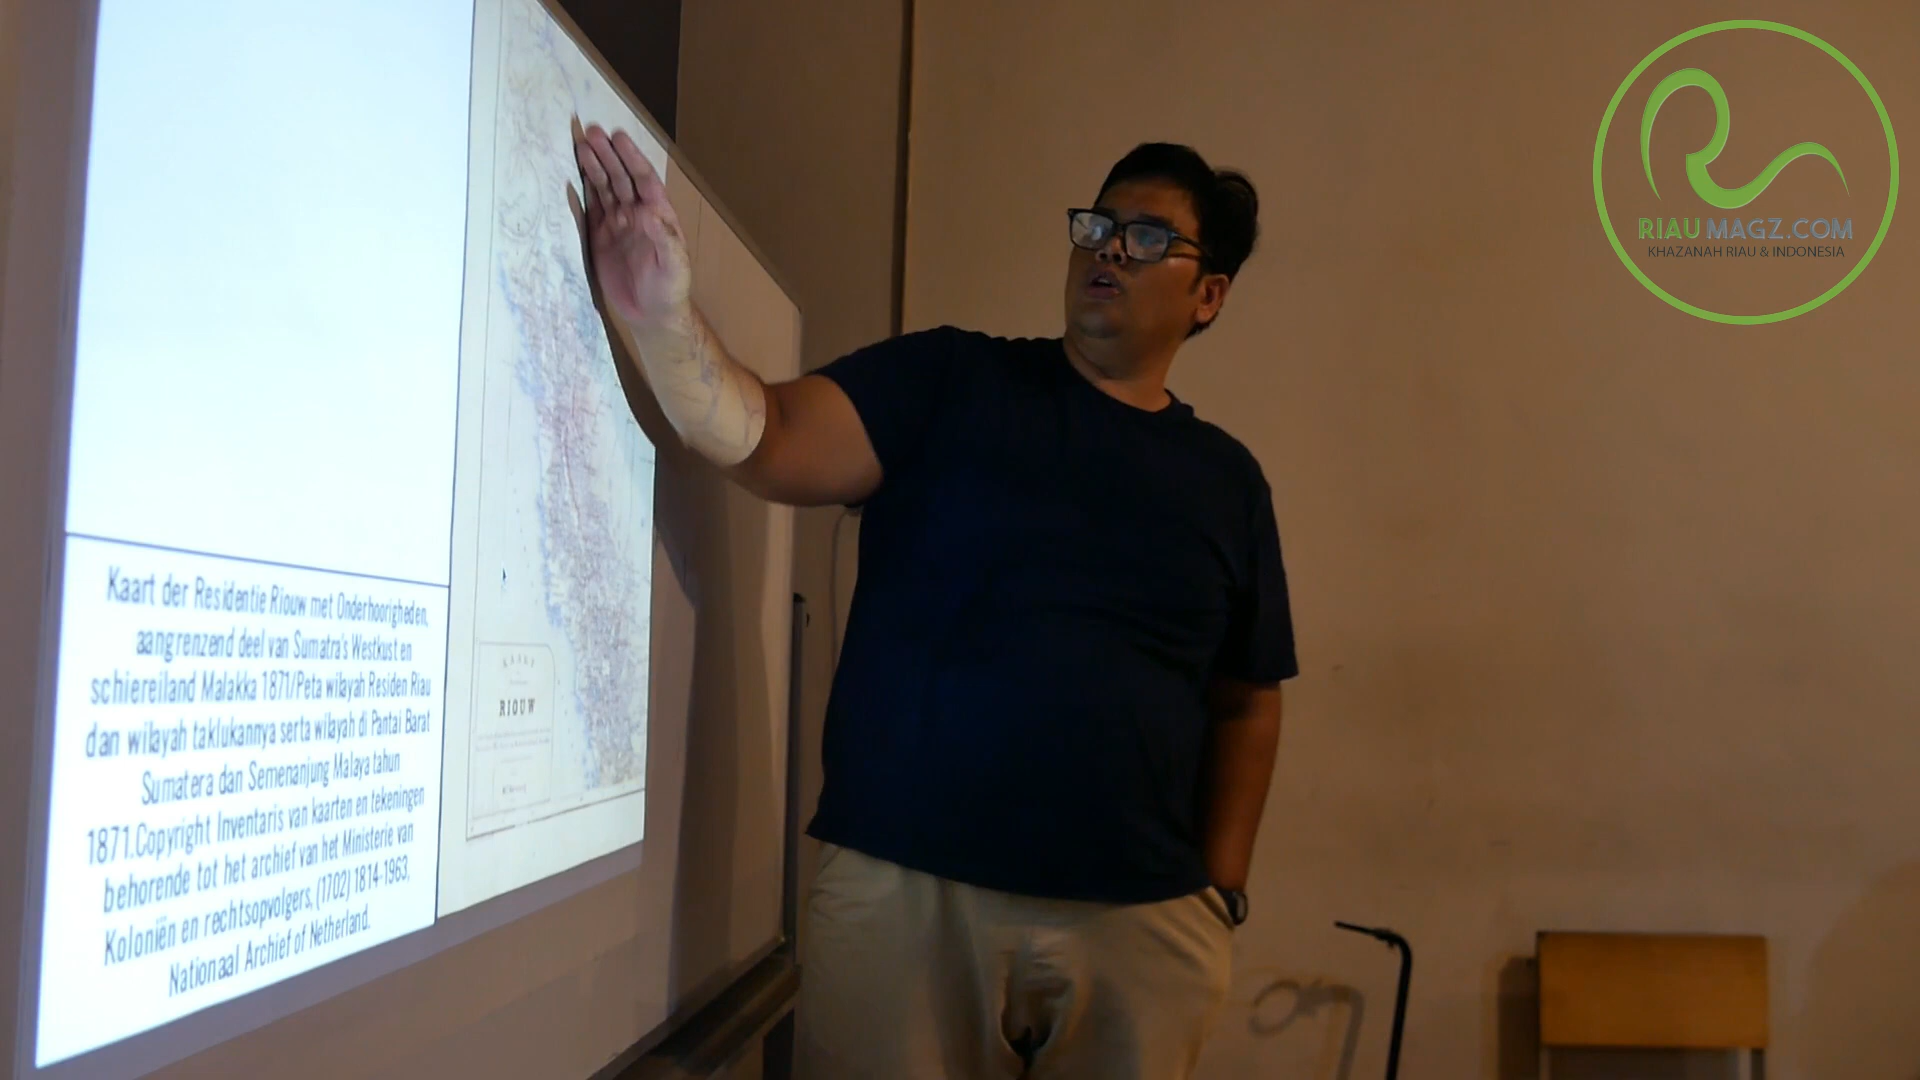 Kaart der Residentie Riouw met Onderhoorigheden,
aangrenzend deel van Sumatra's Westkust en
schiereiland Malakka 1871/Peta wilayah Residen Riau
dan wilayah taklukannya serta wilayah di Pantai Barat
Sumatera dan Semenanjung Malaya tahun
1871.Copyright Inventaris van kaarten en tekeningen
behorende tot het archief van het Ministerie van
Koloniën en rechtsopvolgers, (1702) 1814-1963,
Nationaal Archief of Netherland.
KAART
RIOUW
RIAUMAGZ.COM
KHAZANAH RIAU & INDONESIA